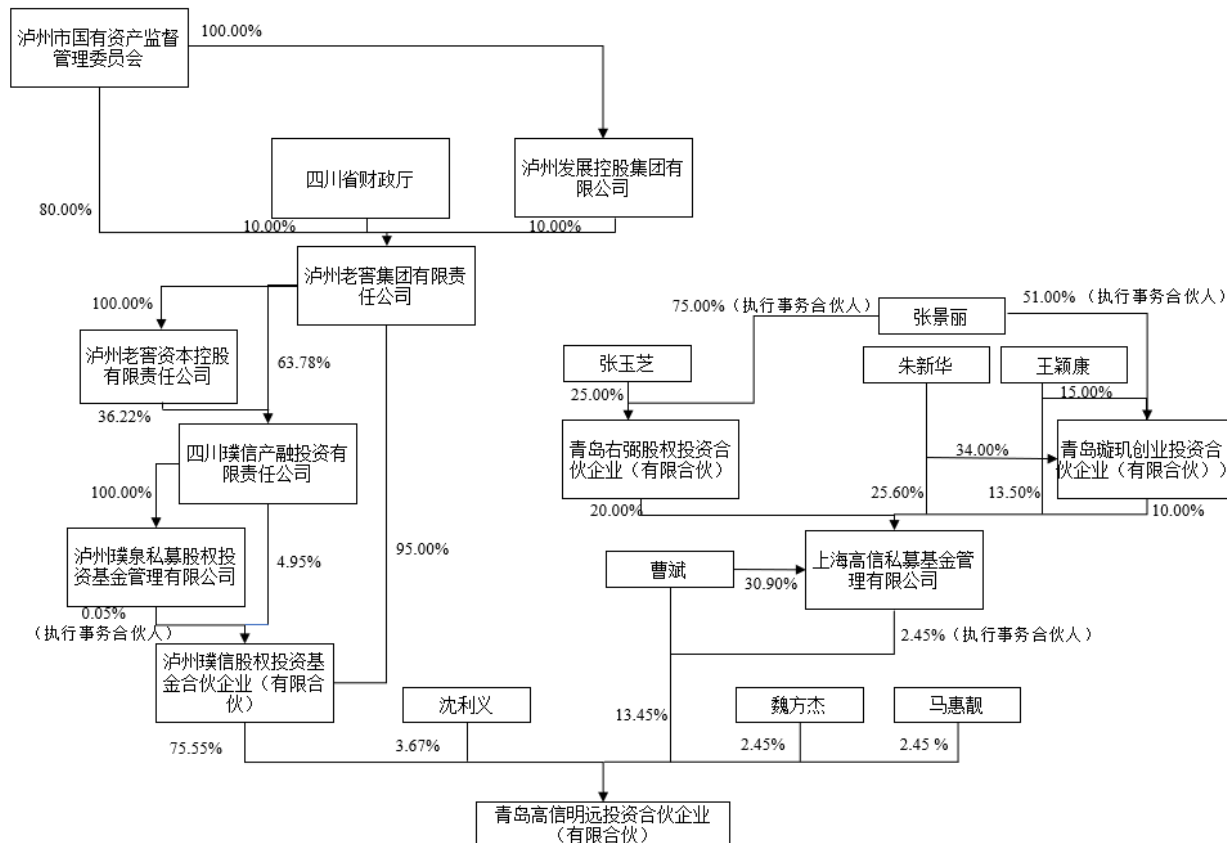 泸州市国有资产监督
管理委员会
100.00%
四川省财政厅
泸州发展控股集团有
限公司
80.00%
10.00%
10.00%
泸州老窖集团有限责
任公司
100.00%
75.00%（执行事务合伙人）
51.00%（执行事务合伙人）
张景丽
泸州老窖资本控股
有限责任公司
63.78%
张玉芝
朱新华
王颖康
25.00%
15.00%
36.22%
四川璞信产融投资有
限责任公司
青岛右弼股权投资合
伙企业（有限合伙）
34.00%
青岛璇玑创业投资合
伙企业（有限合伙））
100.00%
20.00%
25.60%
13.50%
10.00%
泸州璞泉私募股权投
资基金管理有限公司
4.95%
95.00%
曹斌
30.90%
上海高信私募基金管
理有限公司
0.05%
（执行事务合伙人）
2.45%（执行事务合伙人）
泸州璞信股权投资基
金合伙企业（有限合
伙）
沈利义
13.45%
魏方杰
马惠靓
75.55%
3.67%
2.45%
2.45 %
青岛高信明远投资合伙企业
（有限合伙）